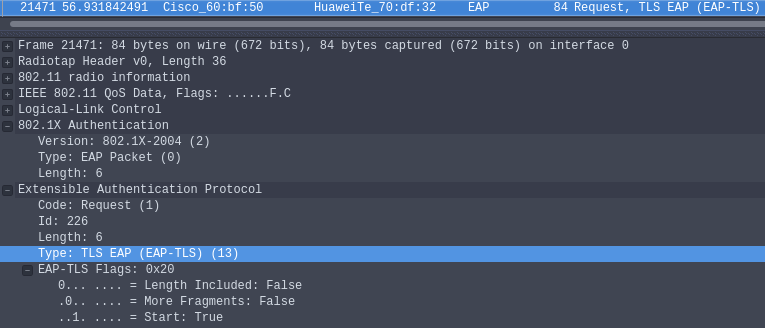 21471 56.931842491 Cisco_60:bf:50 HuaweiTe_70:df:32 EAP 84 Request, TLS EAP (EAP-TLS)
Frame 21471: 84 bytes on wire (672 bits), 84 bytes captured (672 bits) on interface 0
Radiotap Header v0, Length 36
802.11 radio information
IEEE 802.11 QoS Data, Flags: ......F.C
Logical-Link Control
802.1X Authentication
Version: 802.1X-2004 (2)
Type: EAP Packet (0)
Length: 6
Extensible Authentication Protocol
Code: Request (1)
Id: 226
Length: 6
Type: TLS EAP (EAP-TLS) (13)
EAP-TLS Flags: 0x20
0... .... = Length Included: False
.0.. .... = More Fragments: False
..1. .... = Start: True